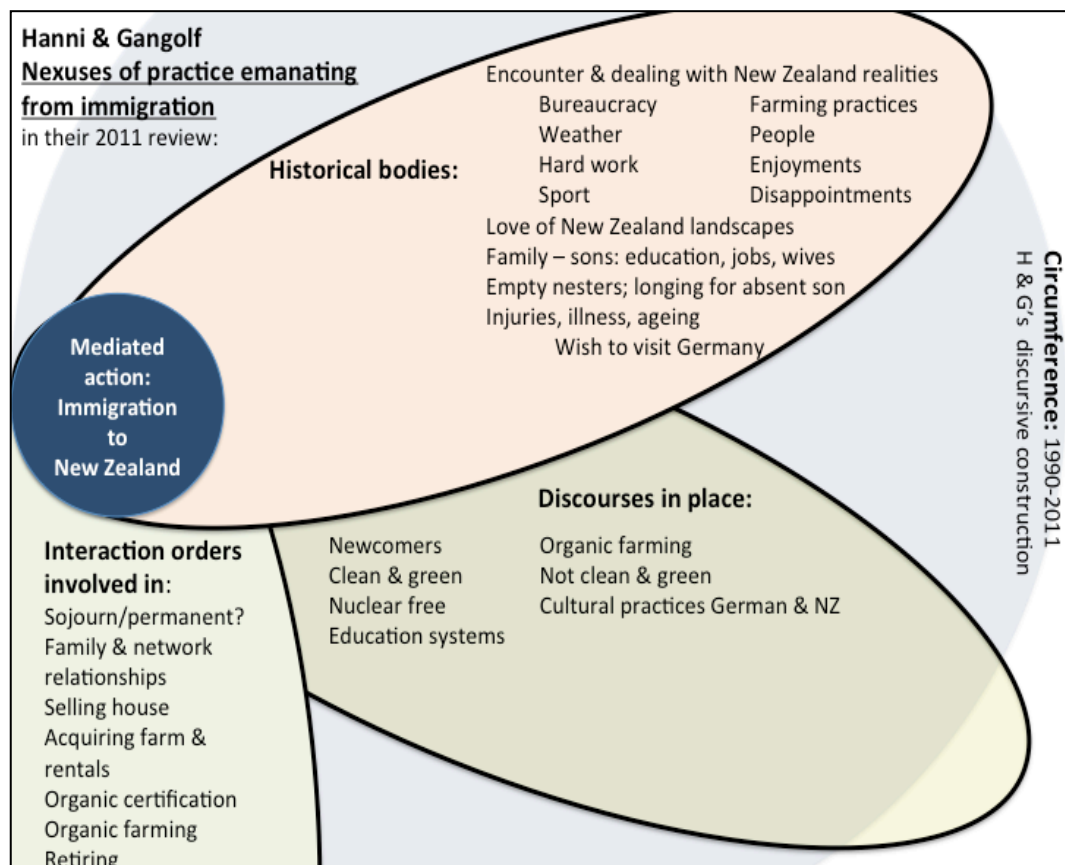 Hanni & Gangolf
Nexuses of practice emanating
from immigration
in their 2011 review:
Historical bodies:
Encounter & dealing with New Zealand realities
Bureaucracy Farming practices
Weather People
Hard work Enjoyments
Sport Disappointments
Love of New Zealand landscapes
Family – sons: education, jobs, wives
Empty nesters; longing for absent son
Injuries, illness, ageing
Wish to visit Germany
Mediated
action:
Immigration
to
New Zealand
Circumference: 1990-2011
H & G's discursive construction
Discourses in place:
Newcomers Organic farming
Clean & green Not clean & green
Nuclear free Cultural practices German & NZ
Education systems
Interaction orders
involved in:
Sojourn/permanent?
Family & network
relationships
Selling house
Acquiring farm &
rentals
Organic certification
Organic farming
Retiring